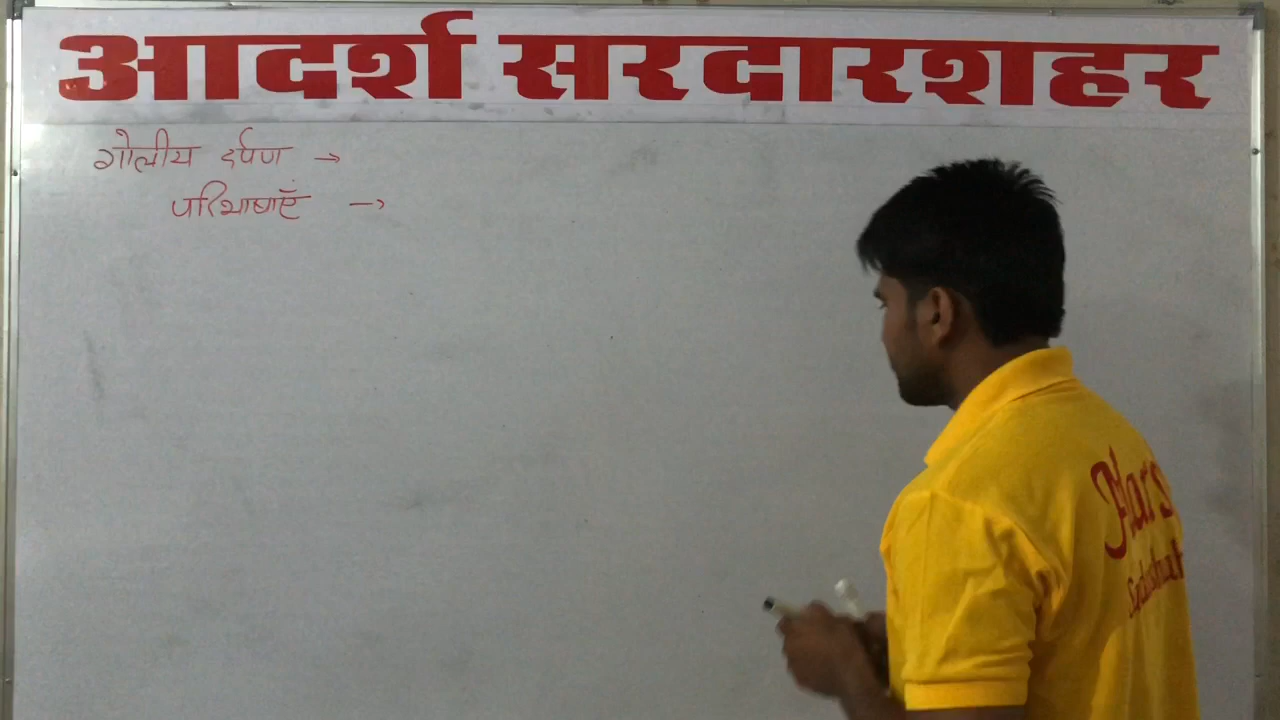 आदर्श सरदारशहर
गोलीय दर्पण →
परिभाषाएँ →